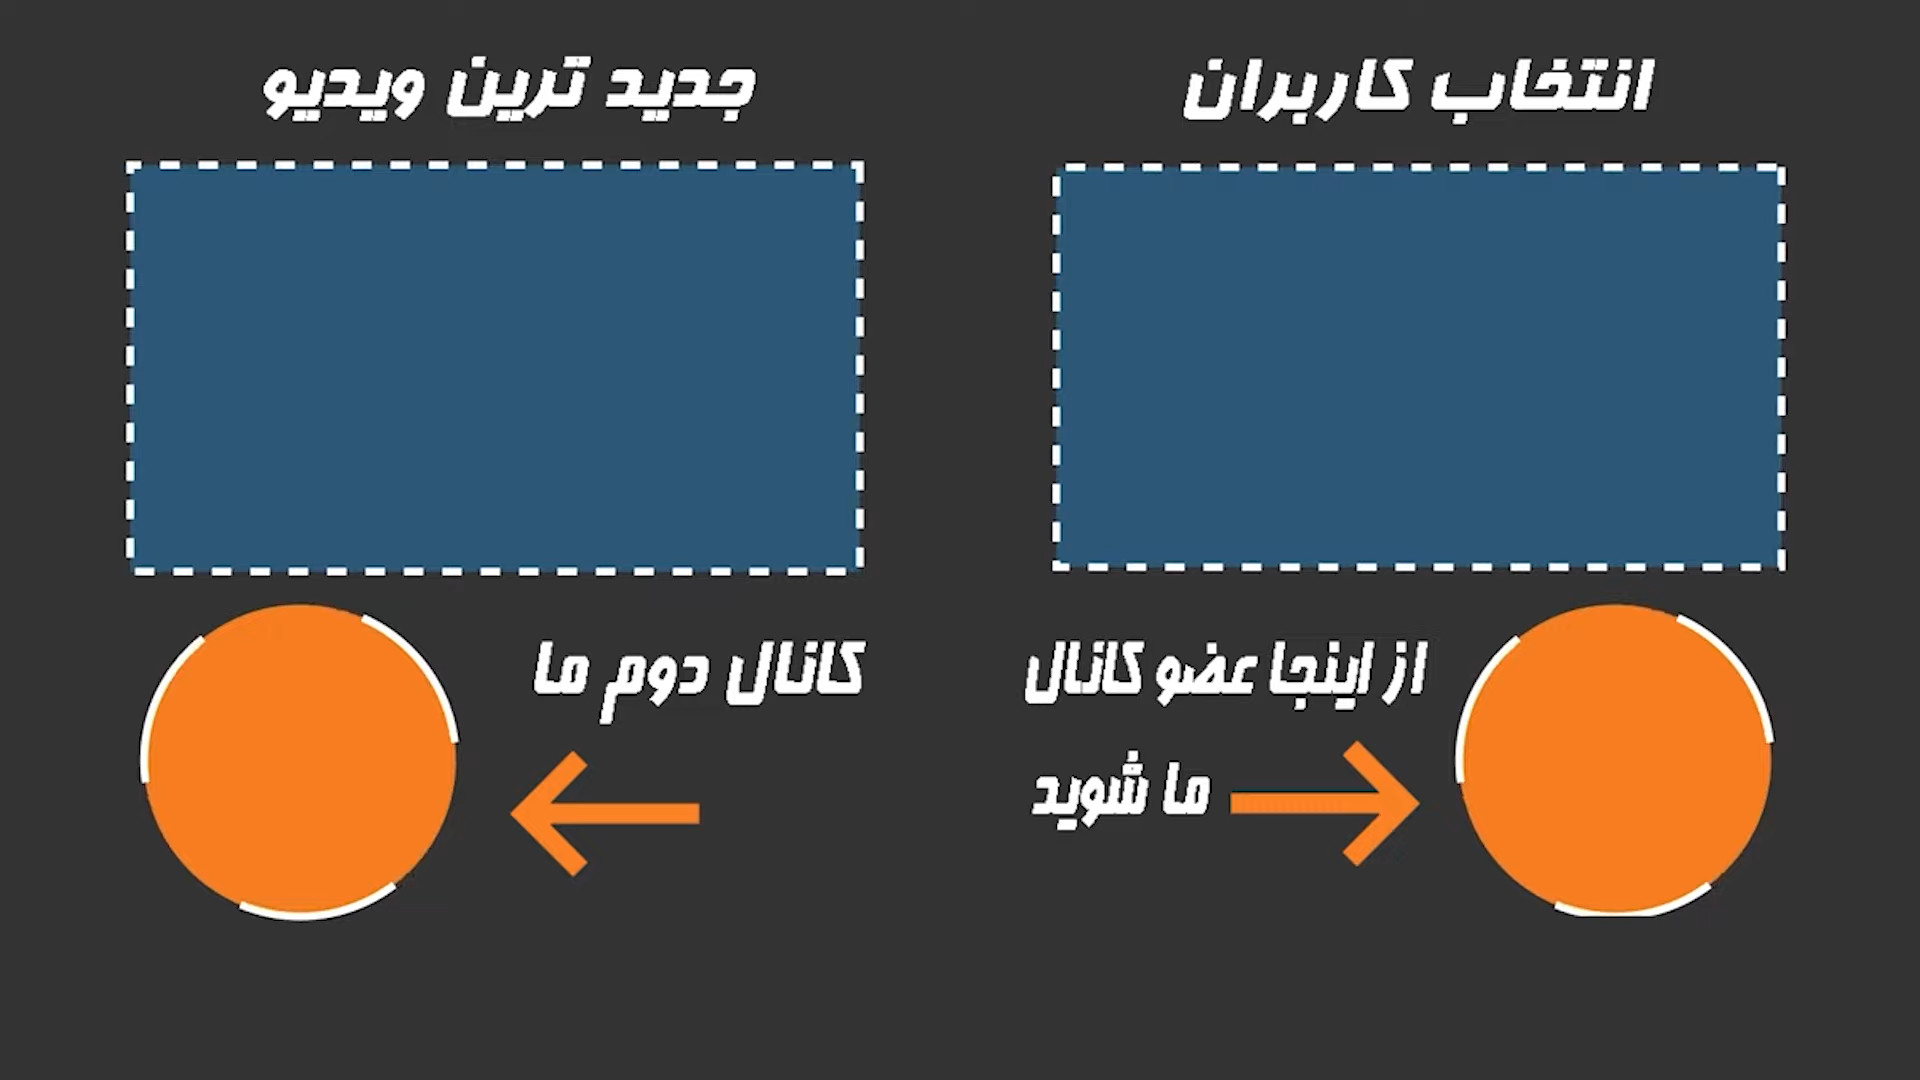 انتخاب کاربران
جدید ترین ویدیو
از اینجا عضو کانال
ما شوید
کانال دوم ما